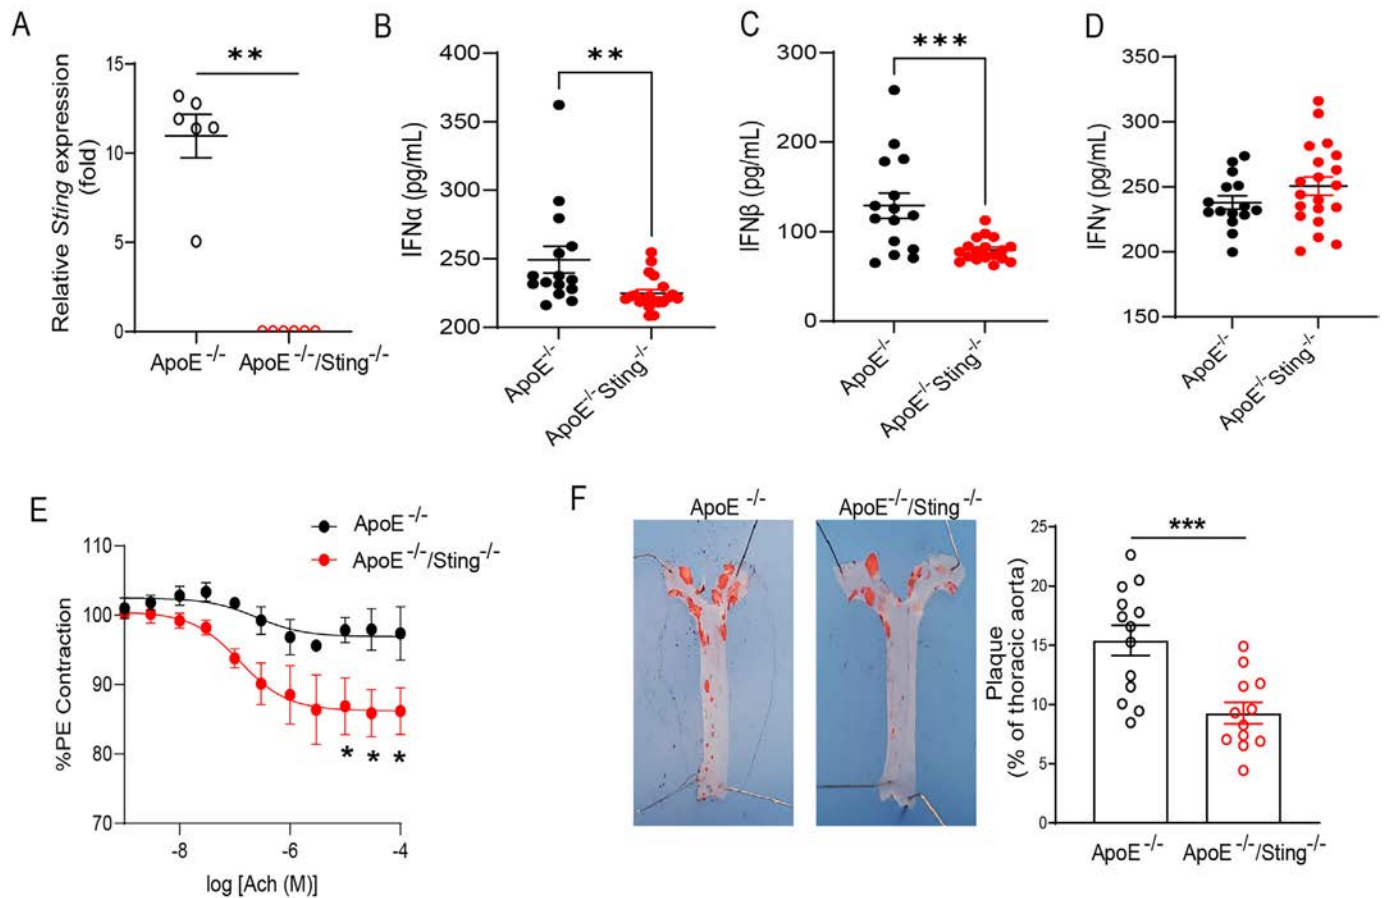 A
Relative Sting expression
(fold)
15
10
5
0
**
ApoE⁻/⁻
ApoE⁻/⁻/Sting⁻/⁻
B
IFNα (pg/mL)
400
350
300
250
200
**
ApoE⁻/⁻
ApoE⁻/⁻Sting⁻/⁻
C
IFNβ (pg/mL)
300
200
100
0
***
ApoE⁻/⁻
ApoE⁻/⁻Sting⁻/⁻
D
IFNγ (pg/mL)
350
300
250
200
150
ApoE⁻/⁻
ApoE⁻/⁻Sting⁻/⁻
E
ApoE⁻/⁻
ApoE⁻/⁻/Sting⁻/⁻
%PE Contraction
110
100
90
80
70
* * *
-8
-6
-4
log [Ach (M)]
F
ApoE ⁻/⁻
ApoE⁻/⁻/Sting ⁻/⁻
Plaque
(% of thoracic aorta)
25
20
15
10
5
0
***
ApoE⁻/⁻
ApoE⁻/⁻/Sting⁻/⁻